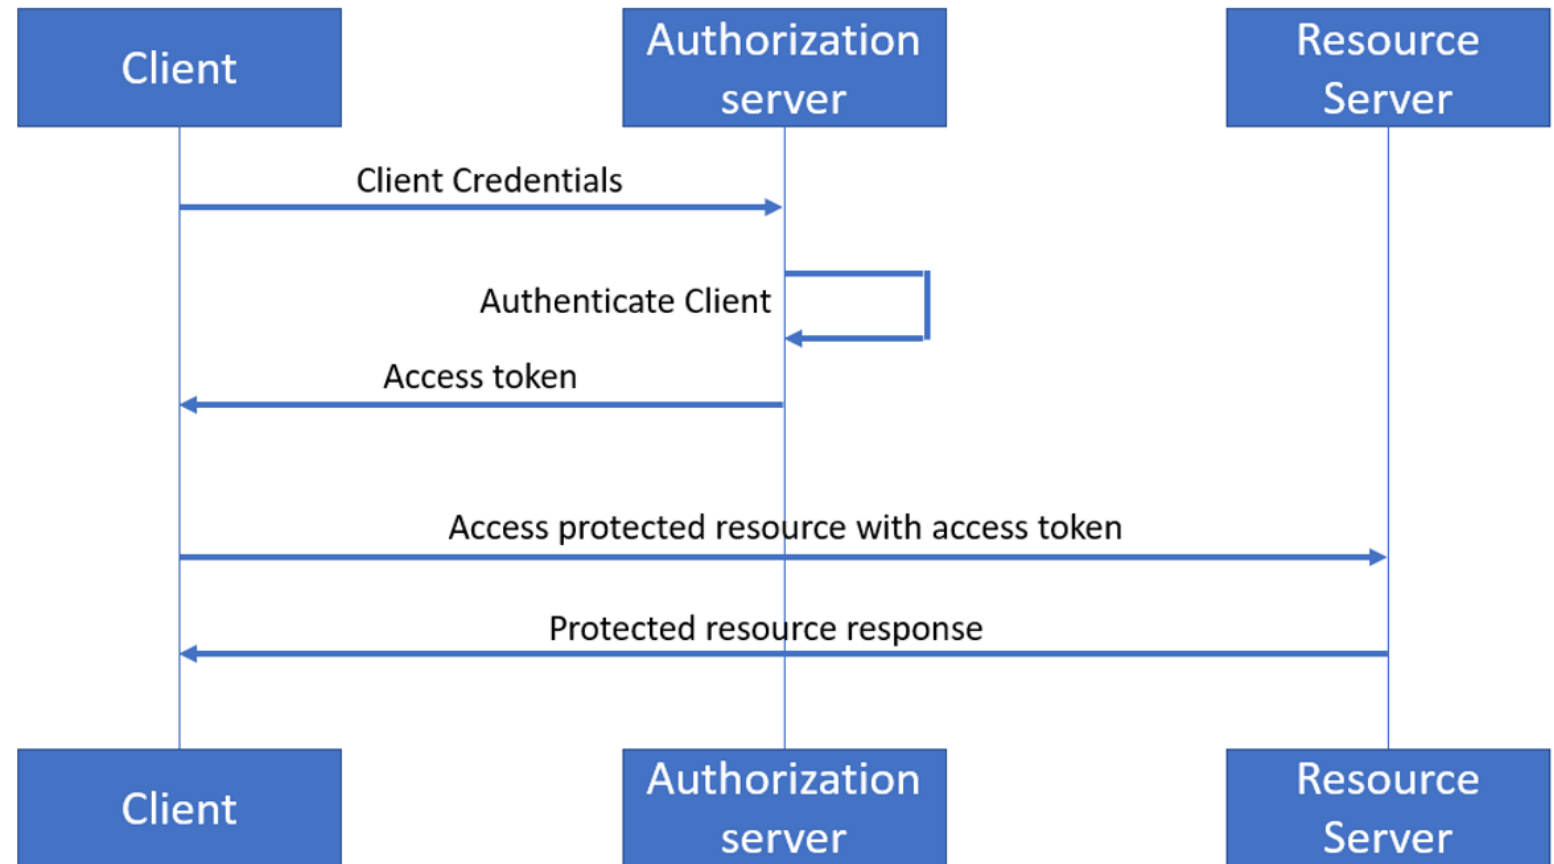 Client
Authorization
server
Resource
Server
Client Credentials
Authenticate Client
Access token
Access protected resource with access token
Protected resource response
Client
Authorization
server
Resource
Server